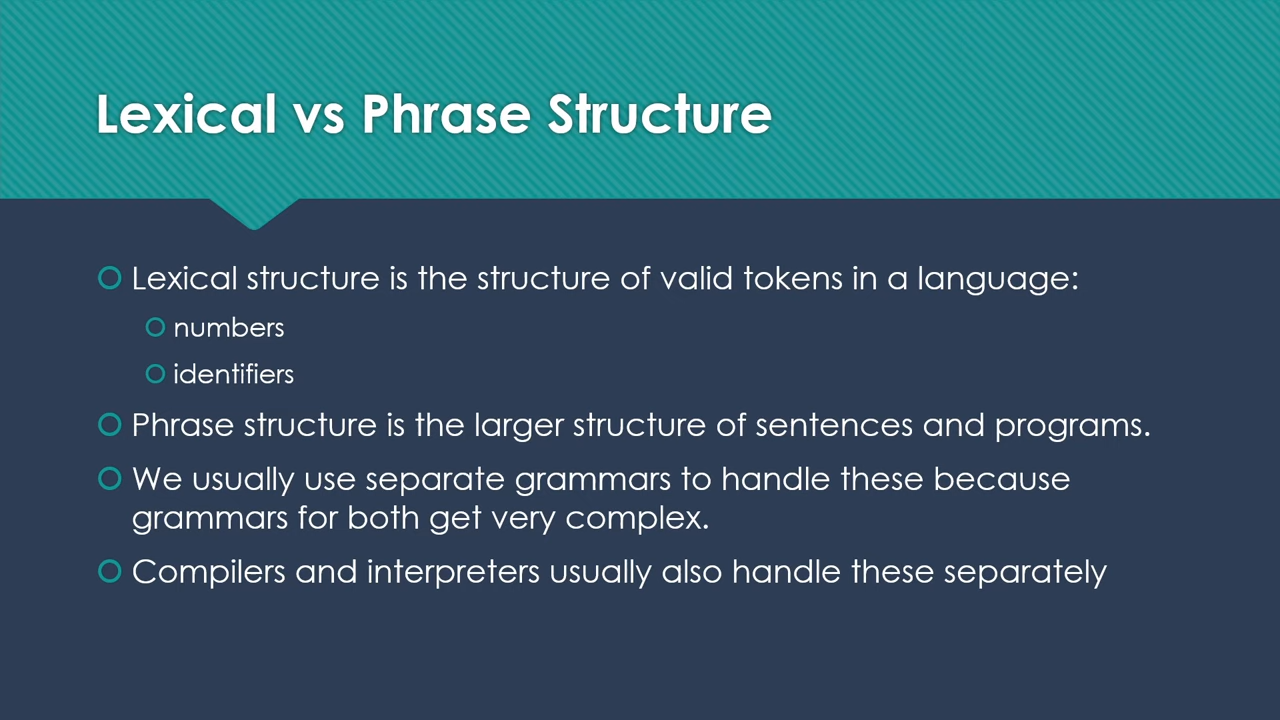 Lexical vs Phrase Structure
Lexical structure is the structure of valid tokens in a language:
numbers
identifiers
Phrase structure is the larger structure of sentences and programs.
We usually use separate grammars to handle these because
grammars for both get very complex.
Compilers and interpreters usually also handle these separately